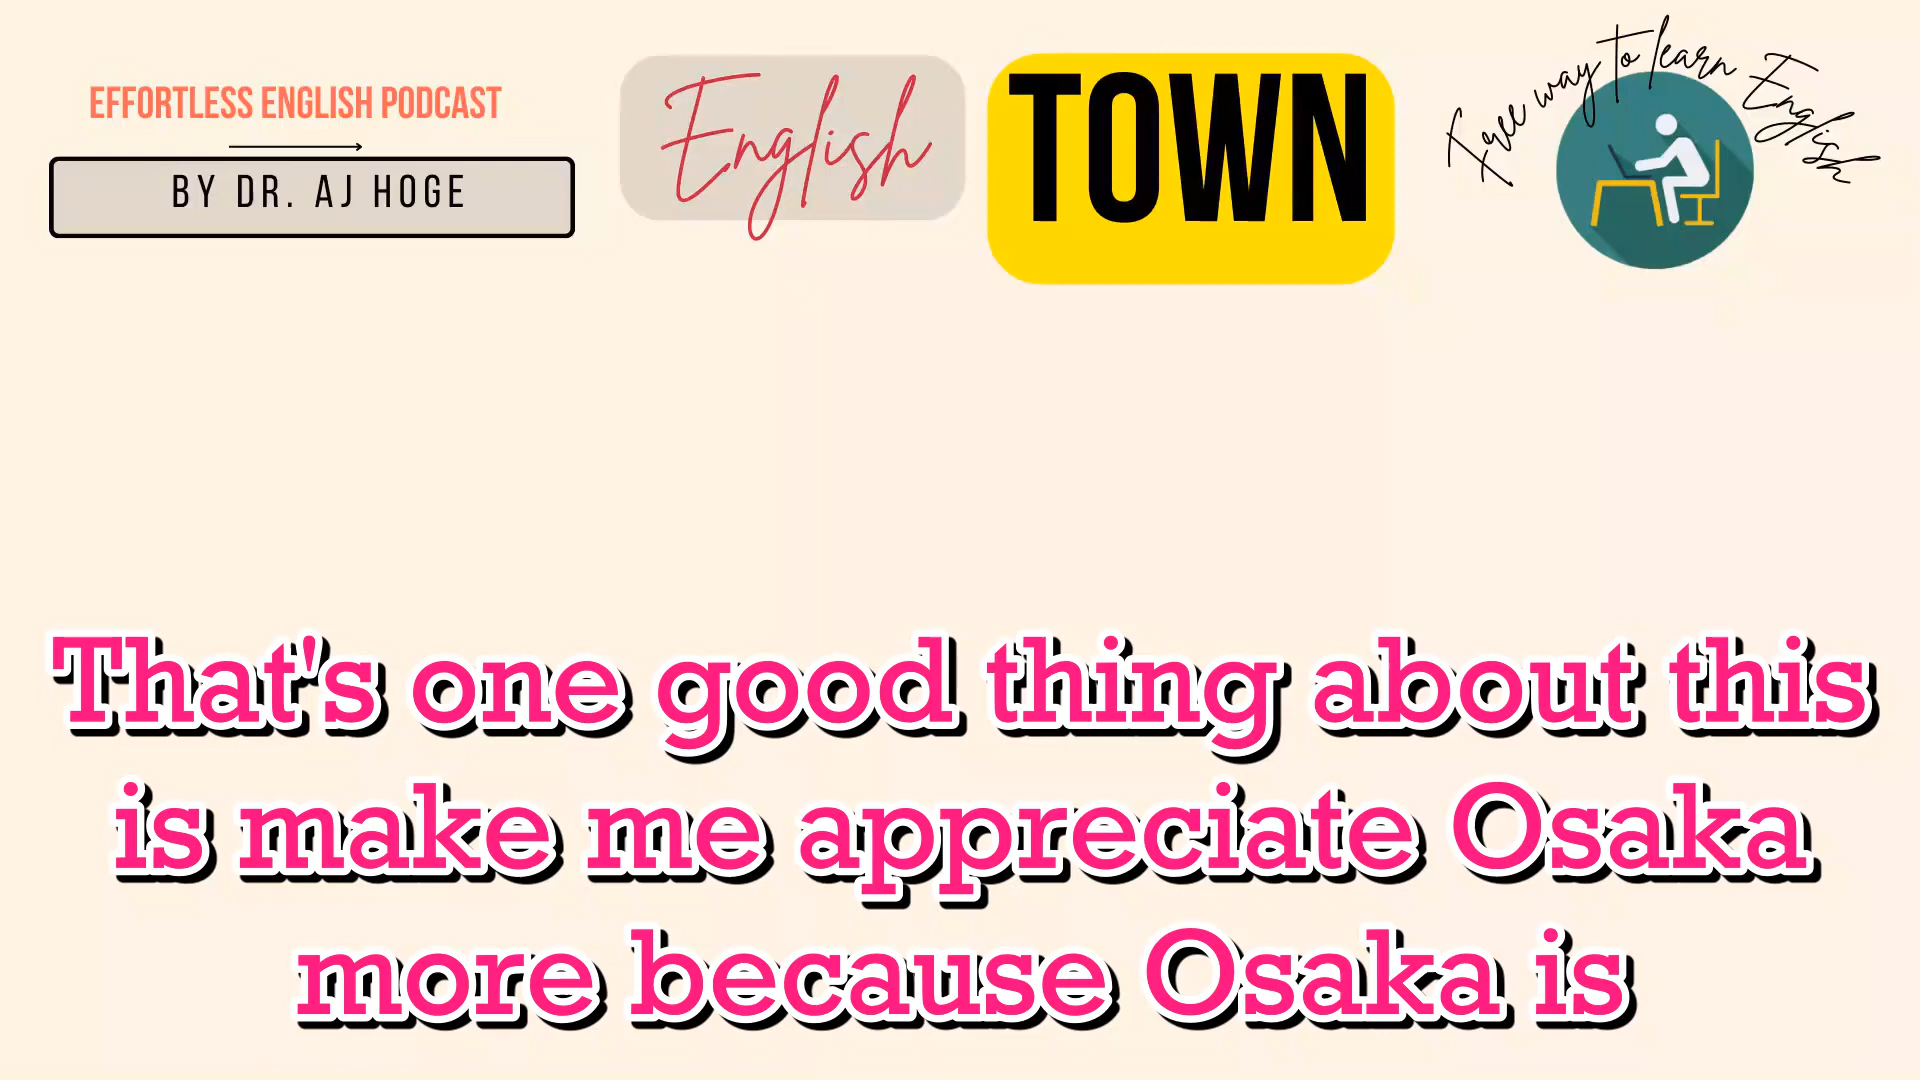 EFFORTLESS ENGLISH PODCAST
BY DR. AJ HOGE
English
TOWN
Free way to learn English
That's one good thing about this
is make me appreciate Osaka
more because Osaka is